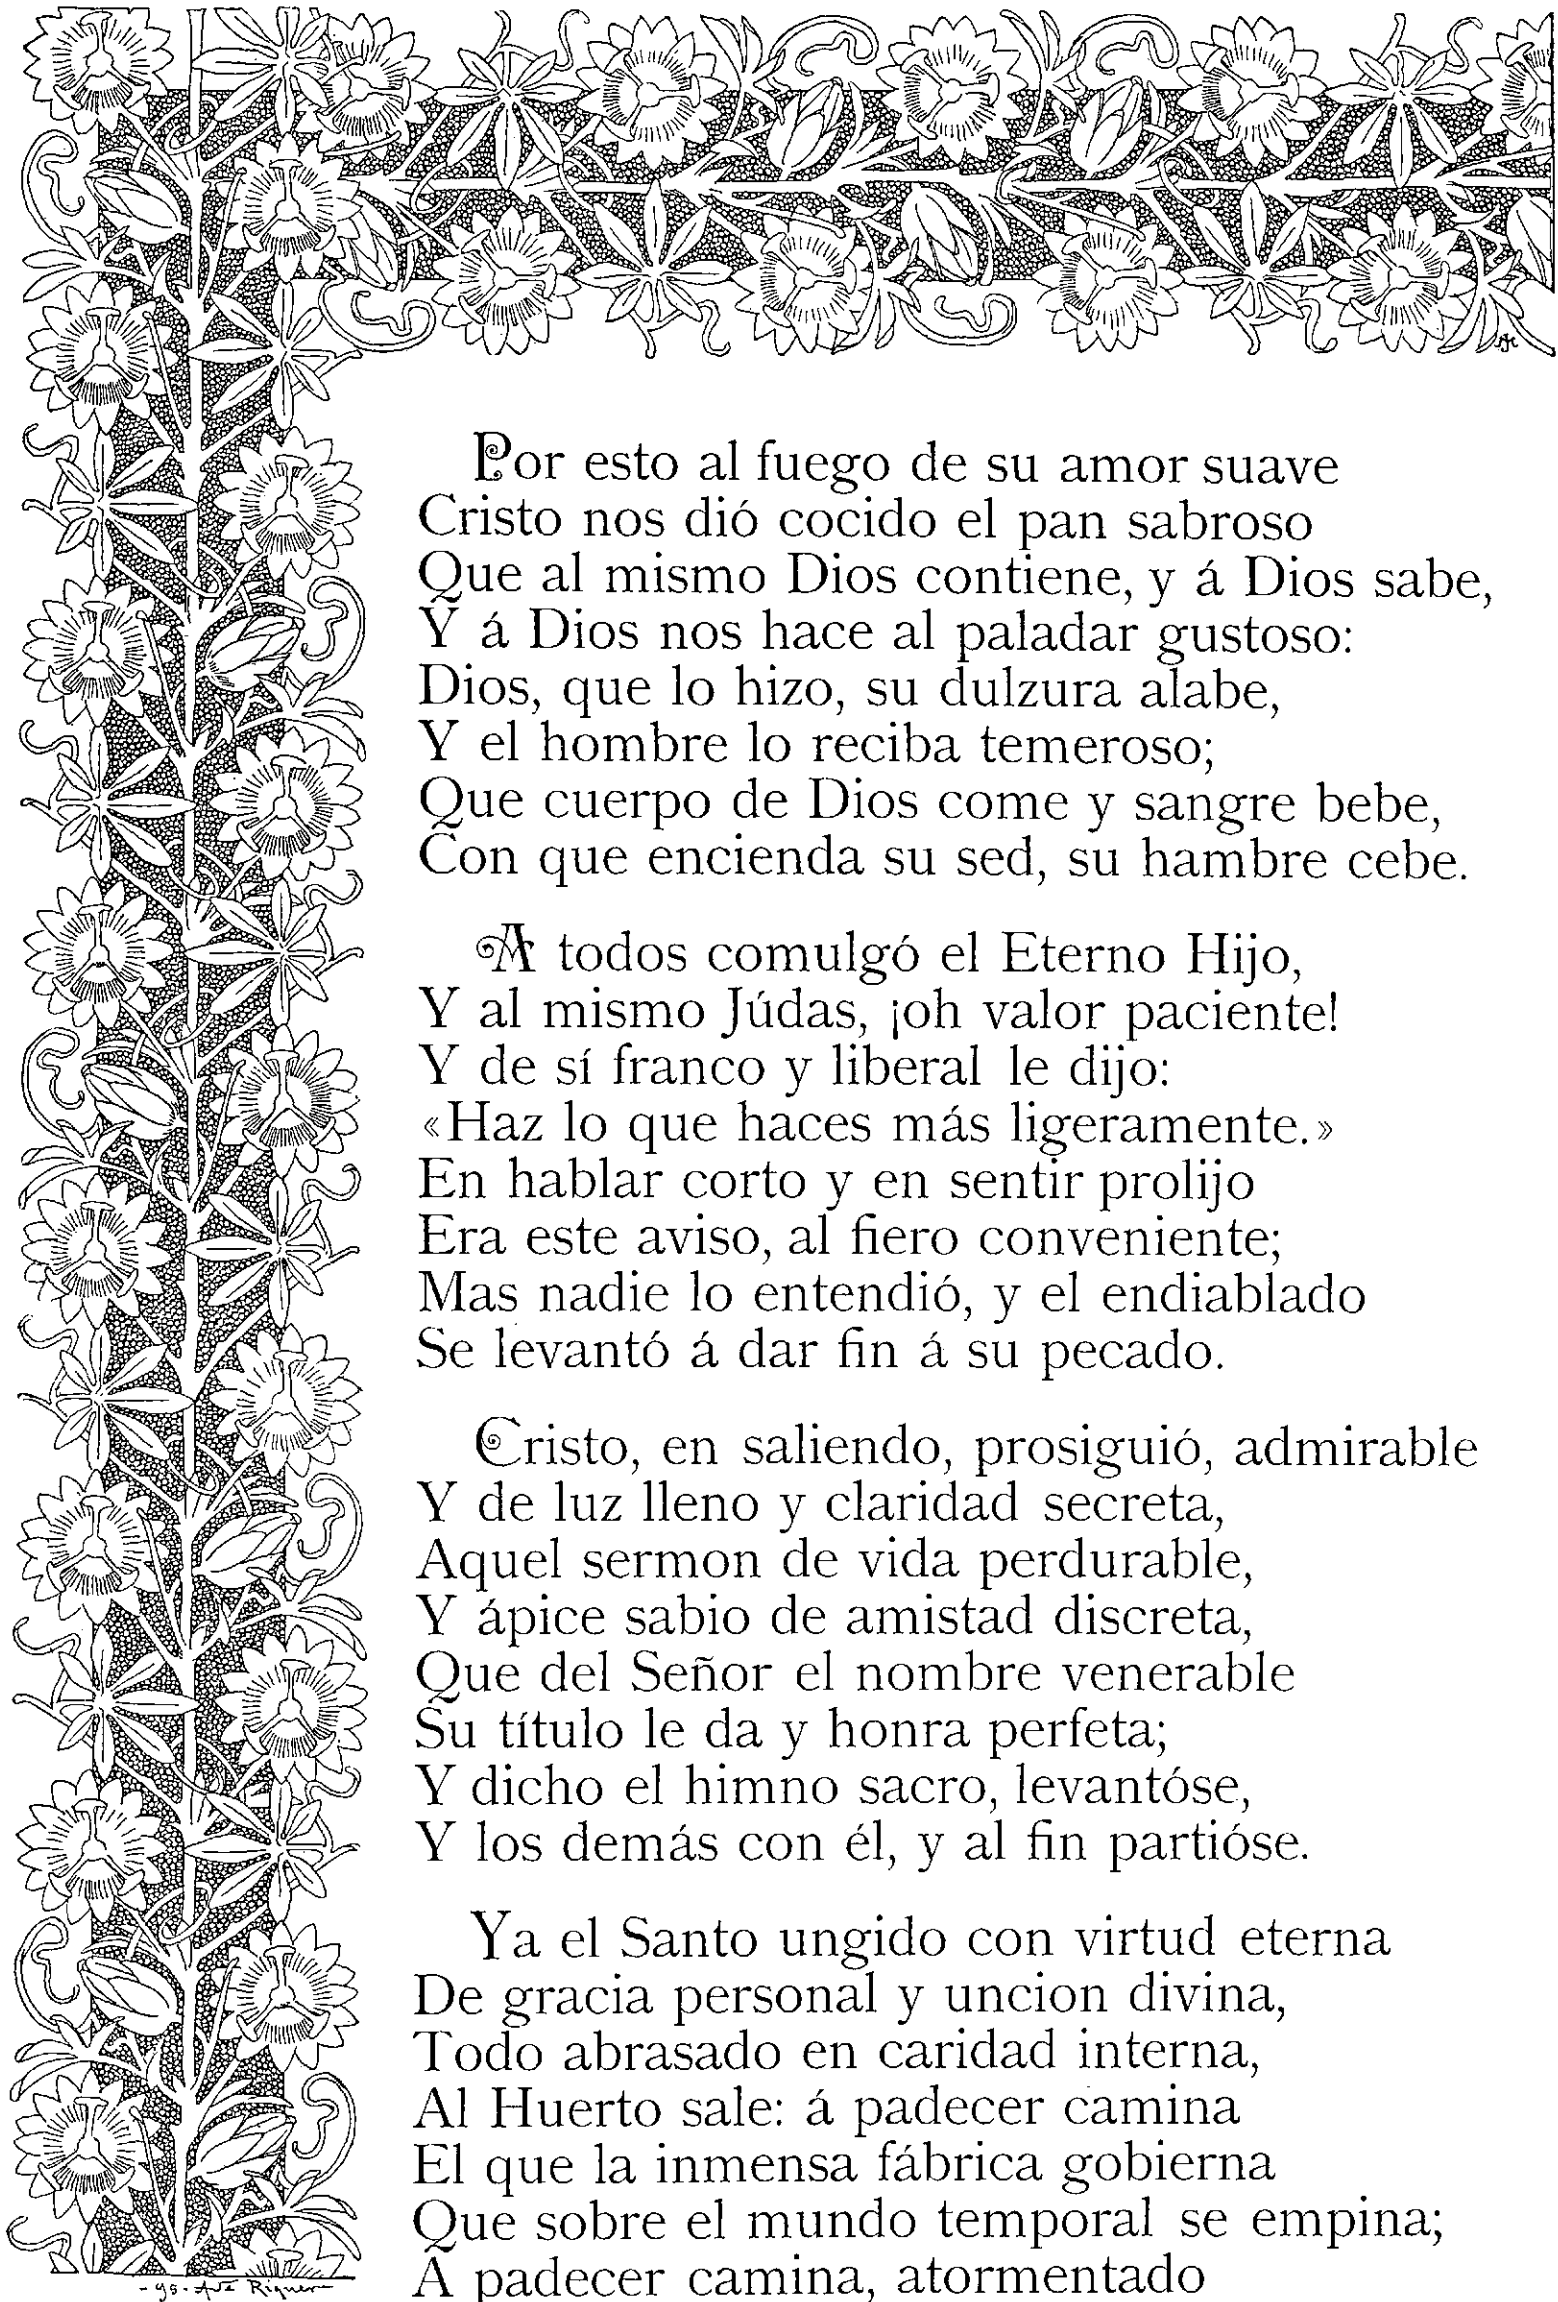 Por esto al fuego de su amor suave
Cristo nos dió cocido el pan sabroso
Que al mismo Dios contiene, y á Dios sabe,
Y á Dios nos hace al paladar gustoso:
Dios, que lo hizo, su dulzura alabe,
Y el hombre lo reciba temeroso;
Que cuerpo de Dios come y sangre bebe,
Con que encienda su sed, su hambre cebe.
A todos comulgó el Eterno Hijo,
Y al mismo Júdas, ¡oh valor paciente!
Y de sí franco y liberal le dijo:
«Haz lo que haces más ligeramente.»
En hablar corto y en sentir prolijo
Era este aviso, al fiero conveniente;
Mas nadie lo entendió, y el endiablado
Se levantó á dar fin á su pecado.
Cristo, en saliendo, prosiguió, admirable
Y de luz lleno y claridad secreta,
Aquel sermon de vida perdurable,
Y ápice sabio de amistad discreta,
Que del Señor el nombre venerable
Su título le da y honra perfeta;
Y dicho el himno sacro, levantóse,
Y los demás con él, y al fin partióse.
Ya el Santo ungido con virtud eterna
De gracia personal y uncion divina,
Todo abrasado en caridad interna,
Al Huerto sale: á padecer camina
El que la inmensa fábrica gobierna
Que sobre el mundo temporal se empina;
A padecer camina, atormentado